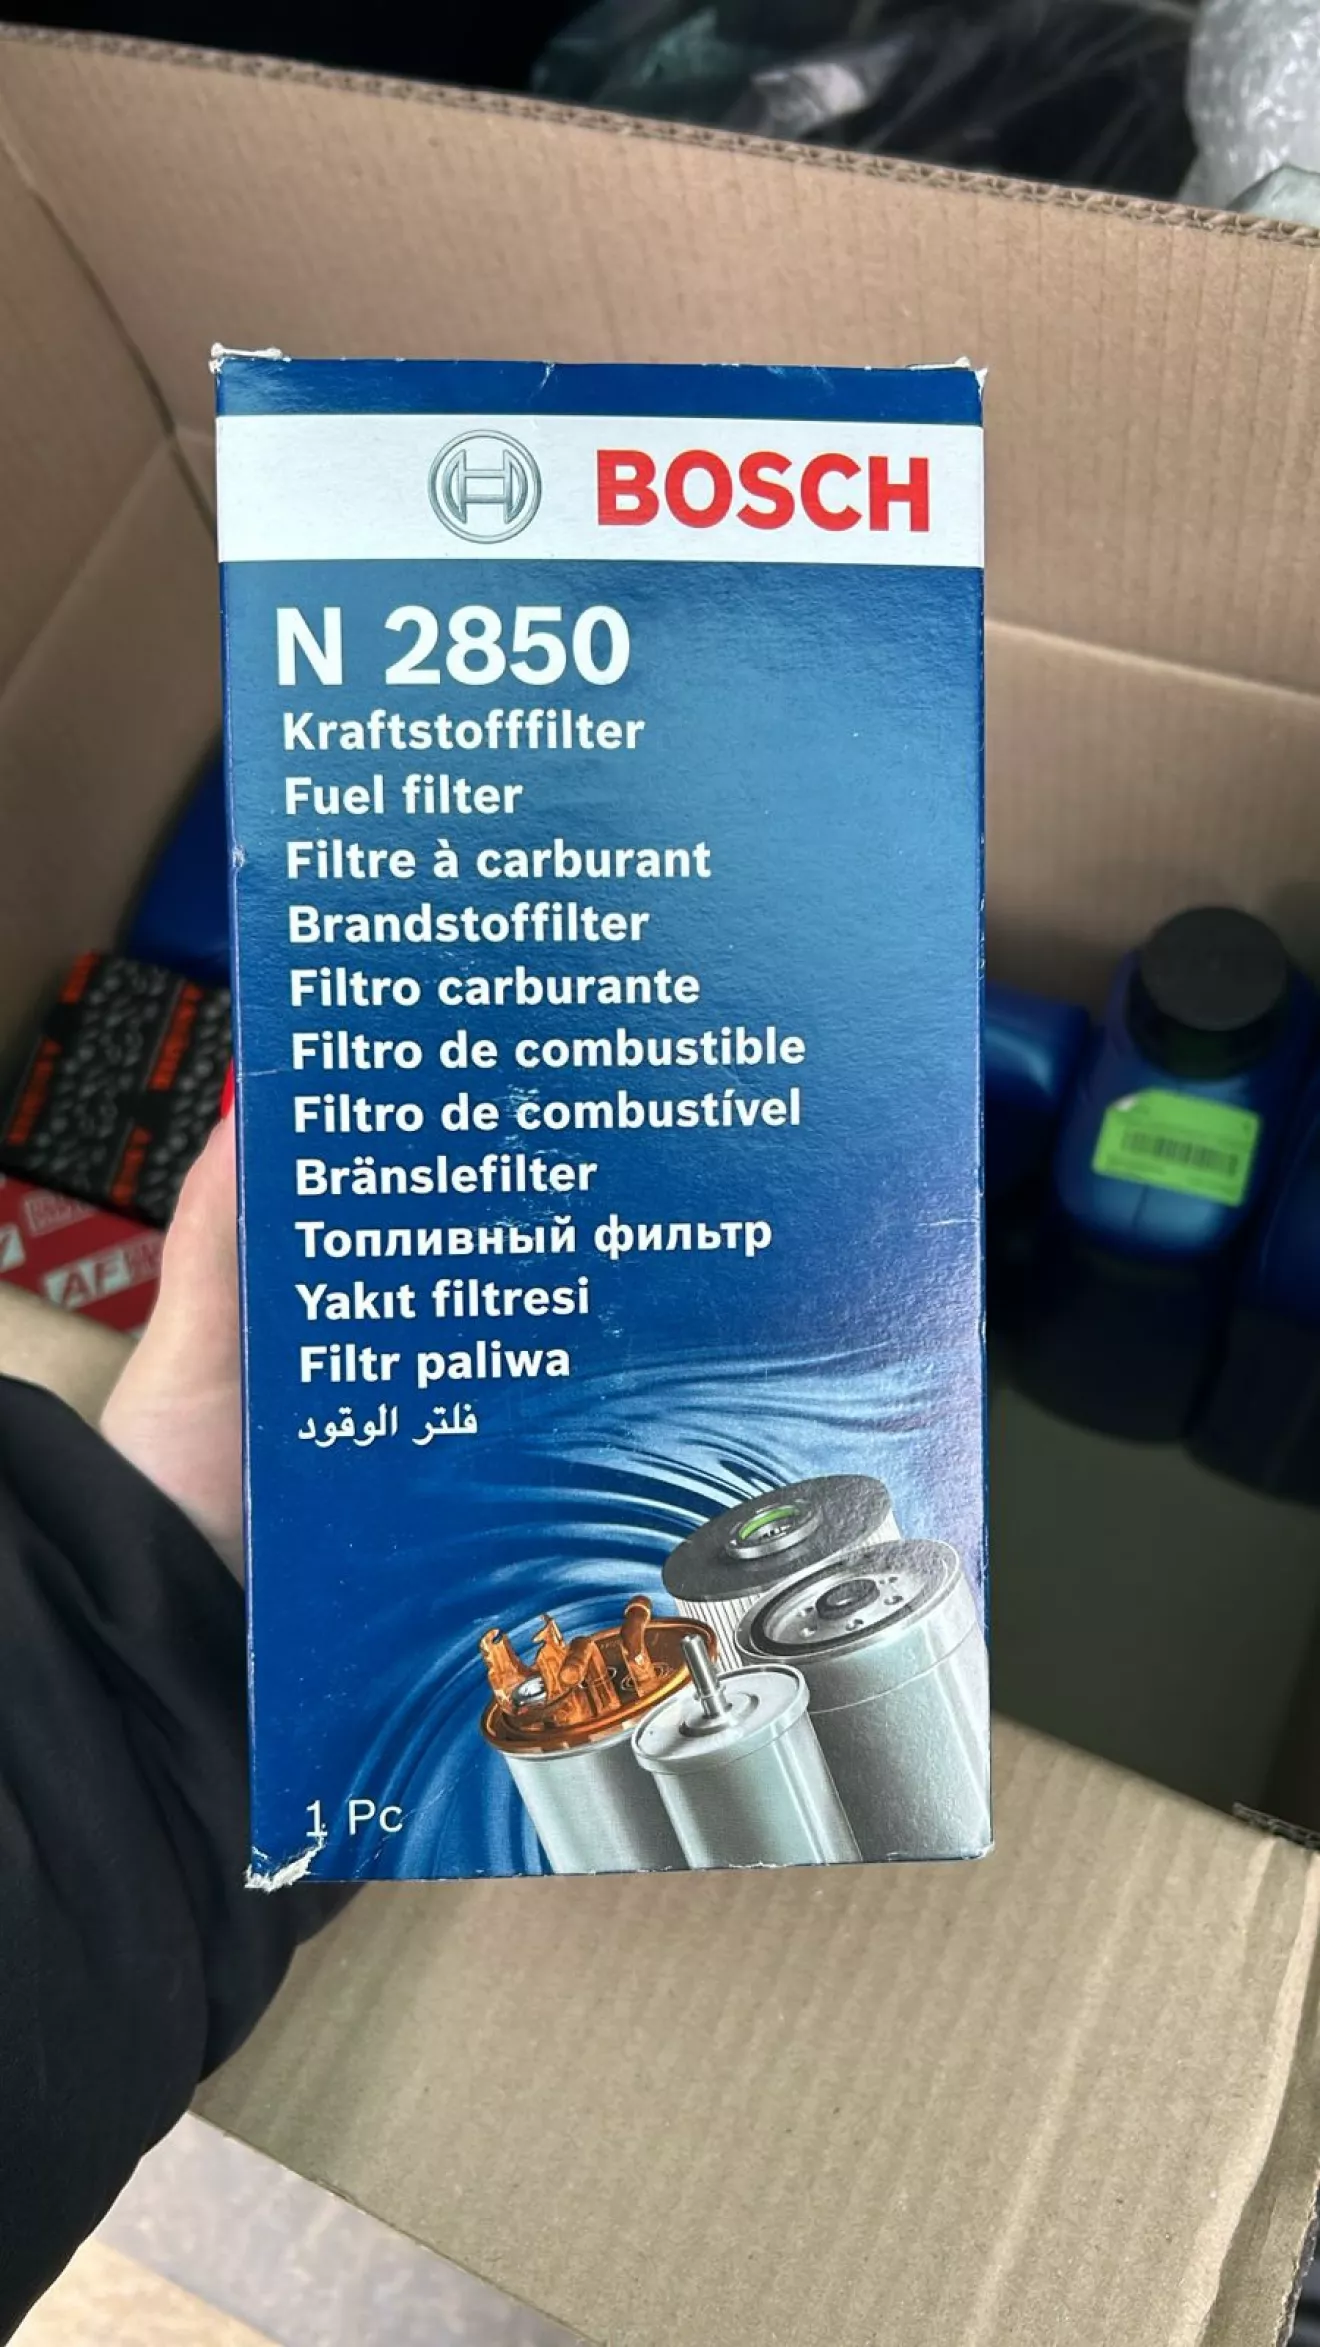 BOSCH
N 2850
Kraftstofffilter
Fuel filter
Filtre à carburant
Brandstoffilter
Filtro carburante
Filtro de combustible
Filtro de combustível
Bränslefilter
Топливный фильтр
Yakıt filtresi
Filtr paliwa
فلتر الوقود
1 Pc
AF